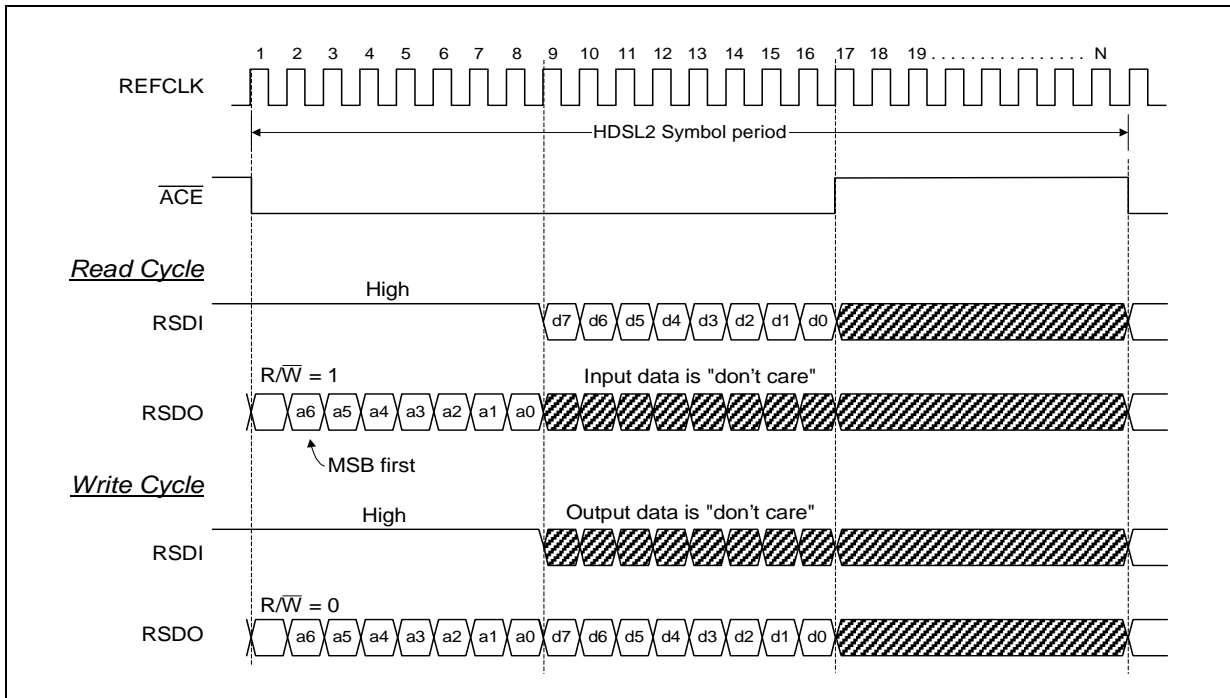 1 2 3 4 5 6 7 8 9 10 11 12 13 14 15 16 17 18 19 . . . . . . . . . . . . . . . . N
REFCLK
HDSL2 Symbol period
A̅C̅E̅
Read Cycle
High
RSDI d7 d6 d5 d4 d3 d2 d1 d0
R/W̅ = 1 Input data is "don't care"
RSDO a6 a5 a4 a3 a2 a1 a0
MSB first
Write Cycle
High Output data is "don't care"
RSDI
R/W̅ = 0
RSDO a6 a5 a4 a3 a2 a1 a0 d7 d6 d5 d4 d3 d2 d1 d0